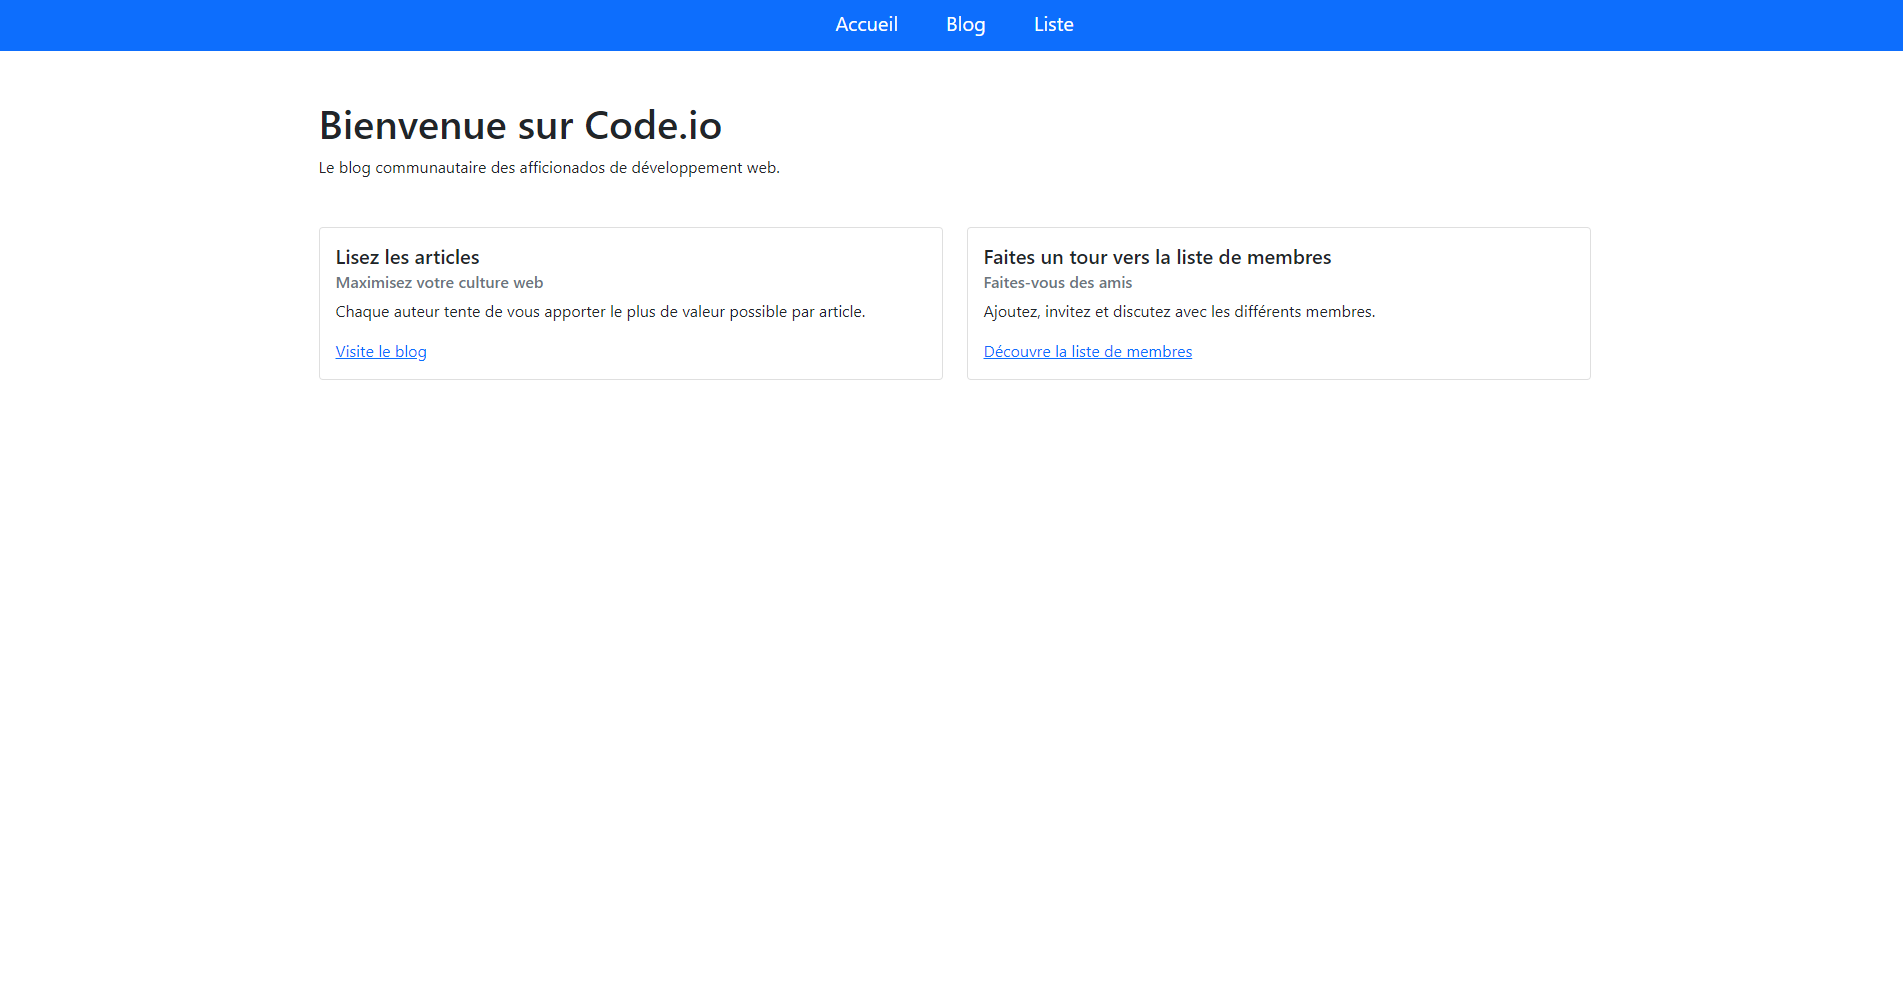 Accueil Blog Liste
Bienvenue sur Code.io
Le blog communautaire des afficionados de développement web.
Lisez les articles
Maximisez votre culture web
Chaque auteur tente de vous apporter le plus de valeur possible par article.
Visite le blog
Faites un tour vers la liste de membres
Faites-vous des amis
Ajoutez, invitez et discutez avec les différents membres.
Découvre la liste de membres